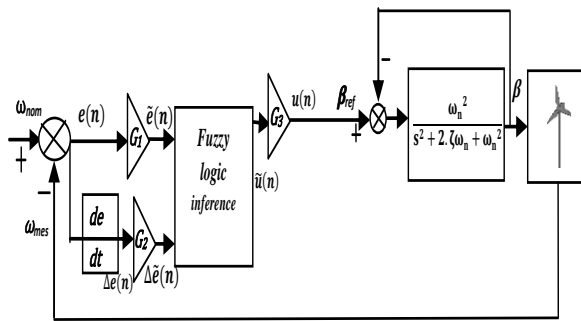 ω_nom
+
−
ω_mes
e(n)
de
dt
Δe(n)
G₁
G₂
ẽ(n)
Δẽ(n)
Fuzzy
logic
inference
ũ(n)
G₃
u(n)
β_ref
+
−
ω_n²
s² + 2.ζω_n + ω_n²
β